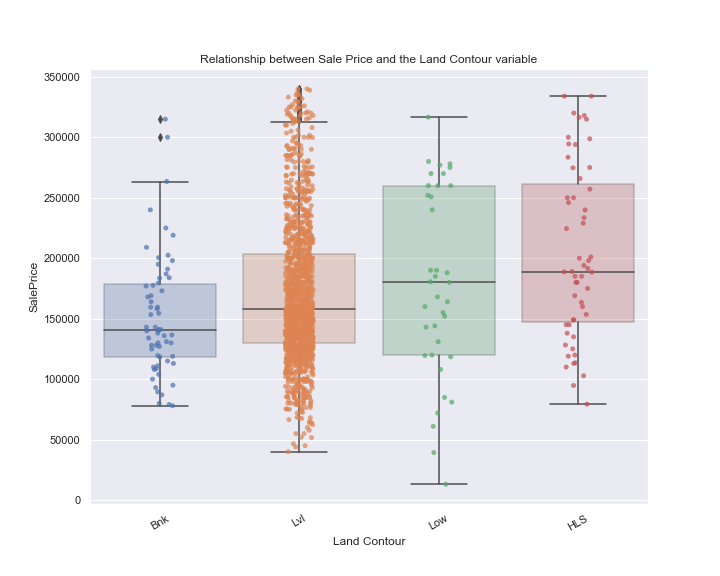 Relationship between Sale Price and the Land Contour variable
350000
300000
250000
200000
150000
100000
50000
0
SalePrice
Bnk
Lvl
Low
HLS
Land Contour